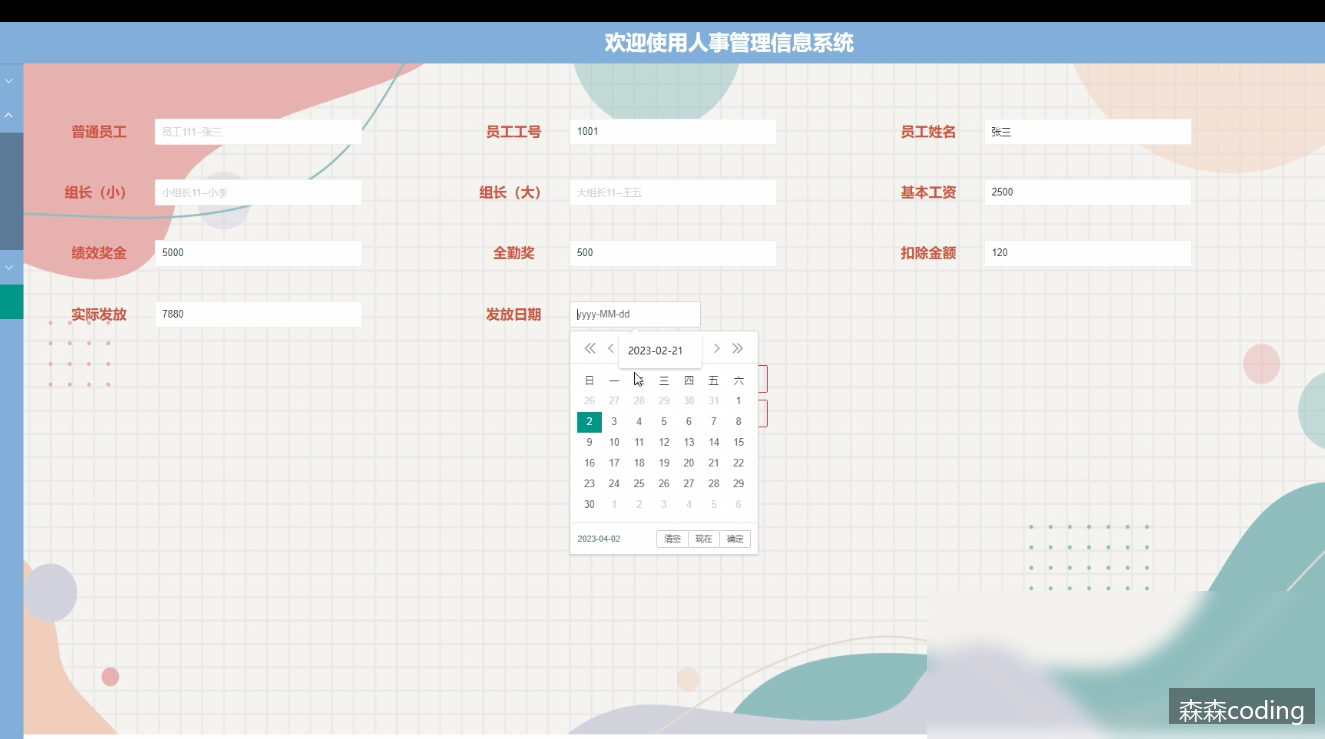 欢迎使用人事管理信息系统
普通员工 员工111--张三 员工工号 1001 员工姓名 张三
组长（小） 小组长11--小李 组长（大） 大组长11--王五 基本工资 2500
绩效奖金 5000 全勤奖 500 扣除金额 120
实际发放 7880 发放日期 yyyy-MM-dd
2023-02-21
日 一 三 四 五 六
26 27 28 29 30 31 1
2 3 4 5 6 7 8
9 10 11 12 13 14 15
16 17 18 19 20 21 22
23 24 25 26 27 28 29
30 1 2 3 4 5 6
2023-04-02 清空 现在 确定
森森coding